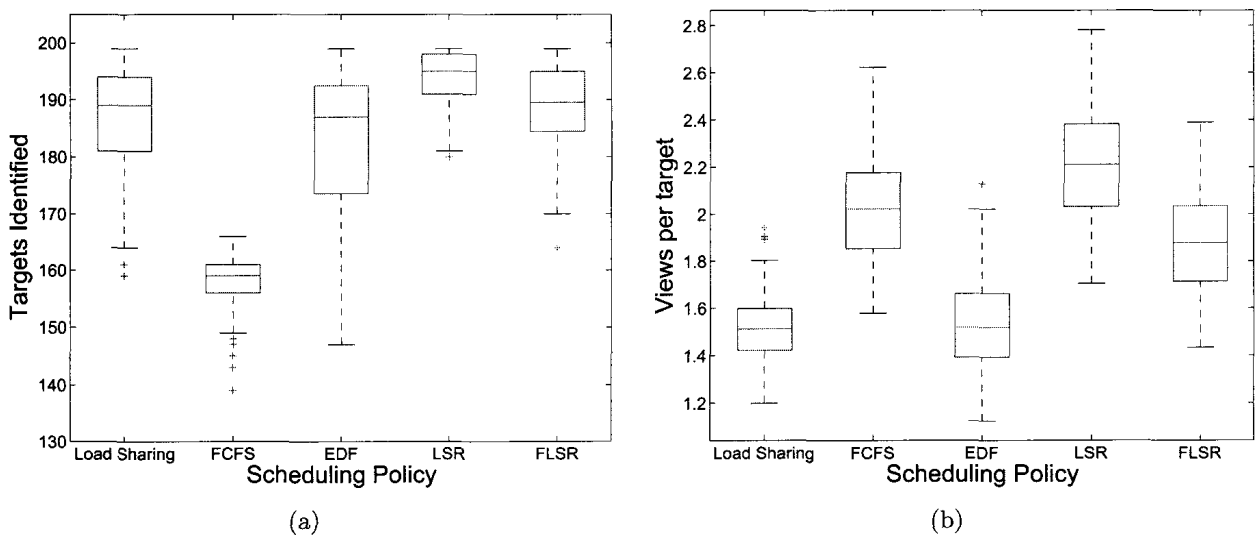 200
190
180
170
160
150
140
130
Targets Identified
Load Sharing FCFS EDF LSR FLSR
Scheduling Policy
(a)
2.8
2.6
2.4
2.2
2
1.8
1.6
1.4
1.2
Views per target
Load Sharing FCFS EDF LSR FLSR
Scheduling Policy
(b)